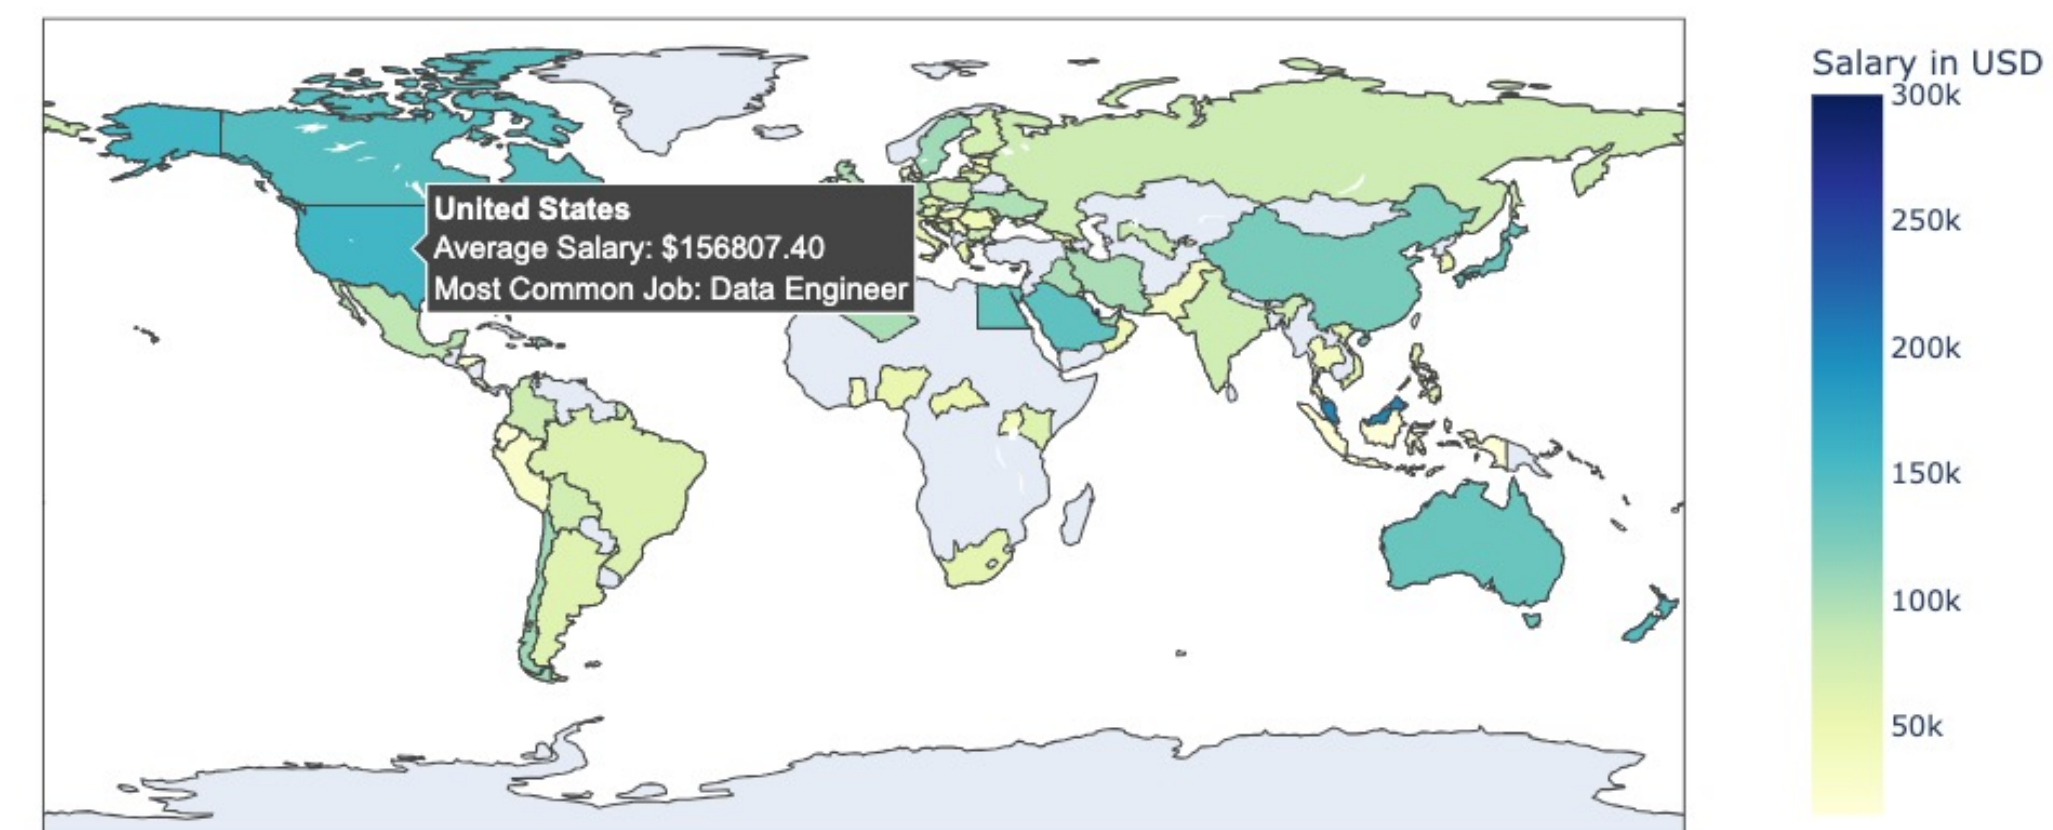 Salary in USD
300k
250k
200k
150k
100k
50k
United States
Average Salary: $156807.40
Most Common Job: Data Engineer